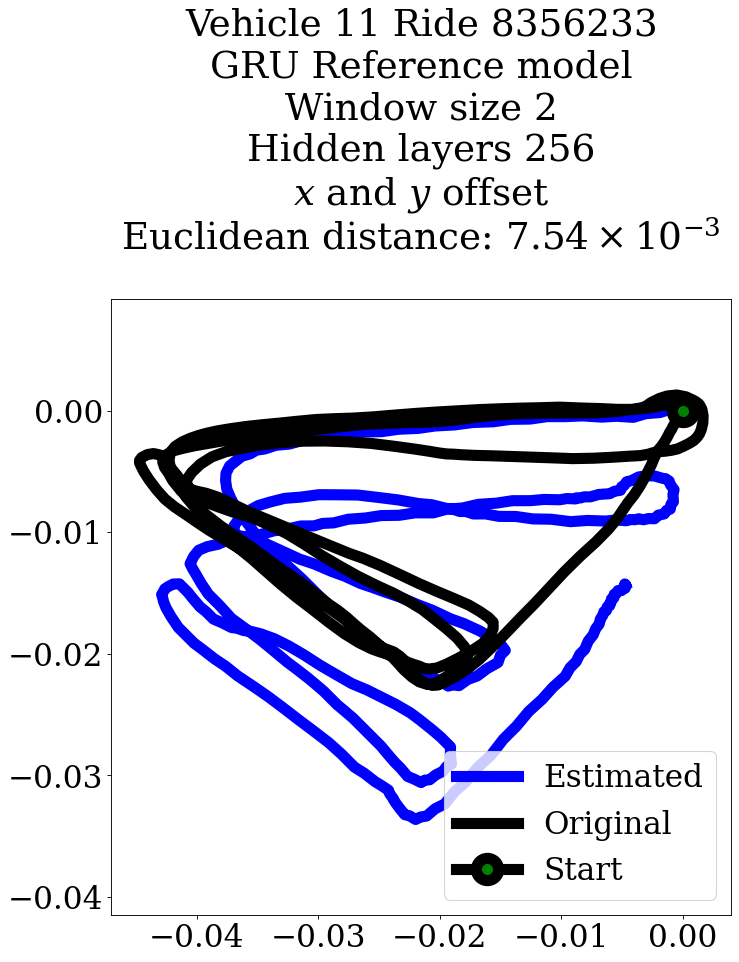 Vehicle 11 Ride 8356233
GRU Reference model
Window size 2
Hidden layers 256
x and y offset
Euclidean distance: 7.54 × 10⁻³
0.00
−0.01
−0.02
−0.03
−0.04
Estimated
Original
Start
−0.04 −0.03 −0.02 −0.01 0.00